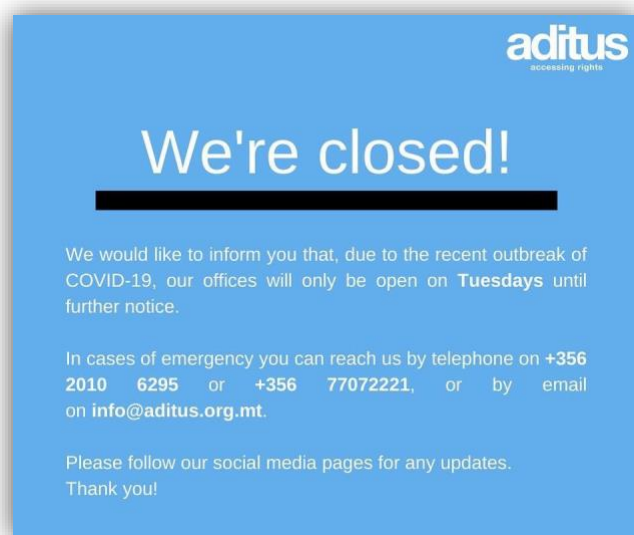 aditus
accessing rights
We're closed!
We would like to inform you that, due to the recent outbreak of
COVID-19, our offices will only be open on Tuesdays until
further notice.
In cases of emergency you can reach us by telephone on +356
2010 6295 or +356 77072221, or by email
on info@aditus.org.mt.
Please follow our social media pages for any updates.
Thank you!